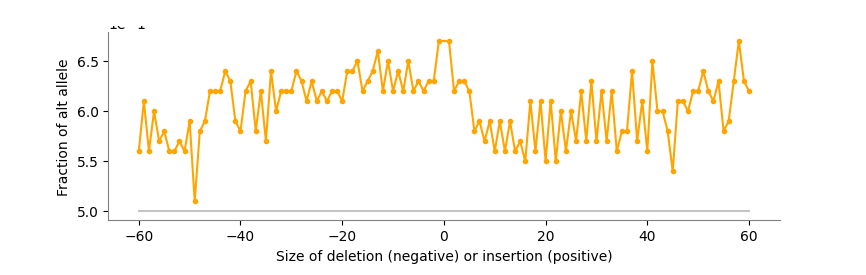 6.5
6.0
5.5
5.0
Fraction of alt allele
−60 −40 −20 0 20 40 60
Size of deletion (negative) or insertion (positive)